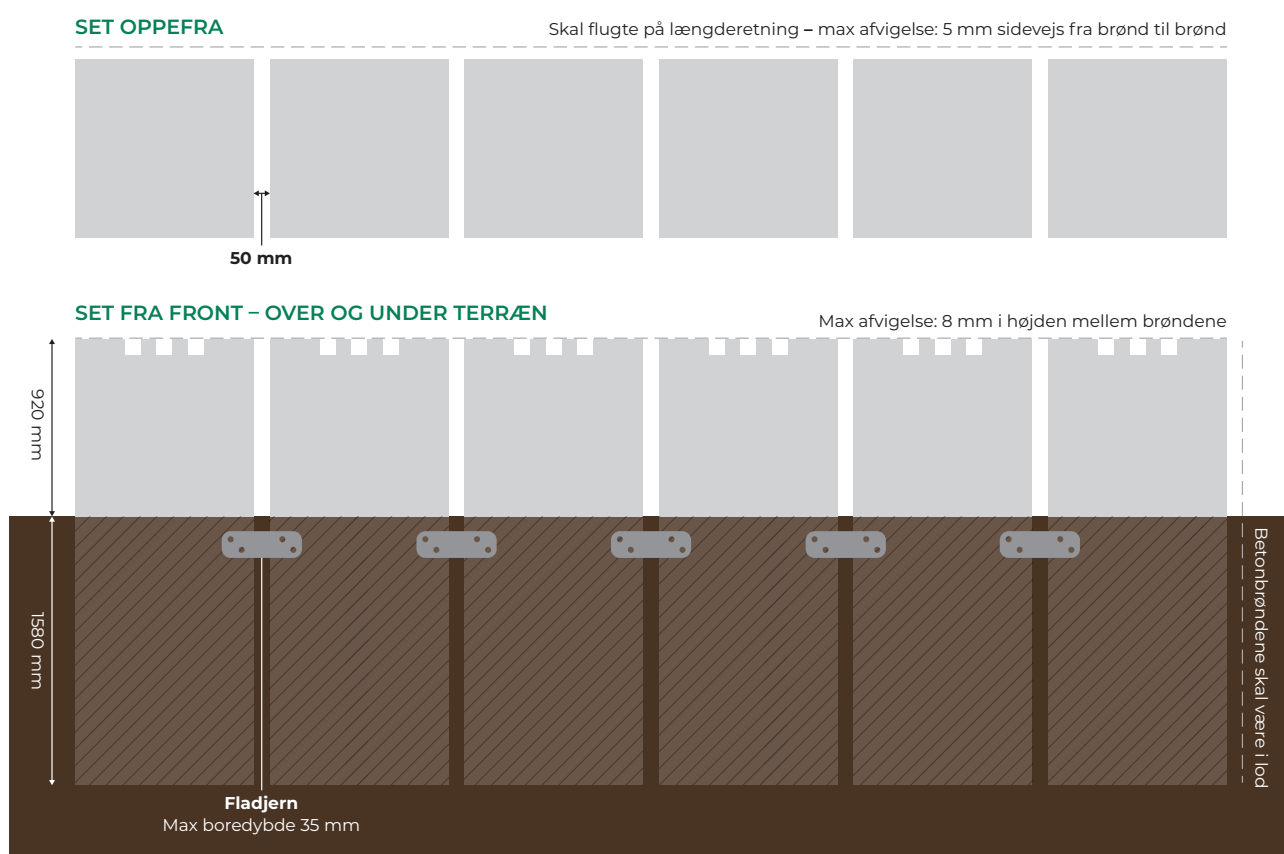 SET OPPEFRA
Skal flugte på længderetning – max afvigelse: 5 mm sidevejs fra brønd til brønd
50 mm
SET FRA FRONT – OVER OG UNDER TERRÆN
Max afvigelse: 8 mm i højden mellem brøndene
920 mm
1580 mm
Betonbrøndene skal være i lod
Fladjern
Max boredybde 35 mm